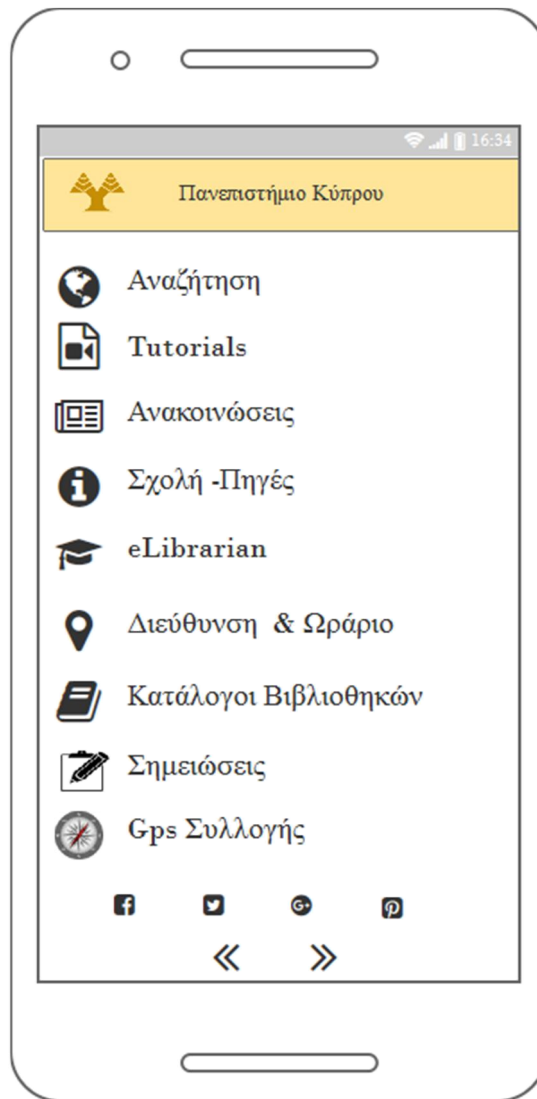 16:34
Πανεπιστήμιο Κύπρου
Αναζήτηση
Tutorials
Ανακοινώσεις
Σχολή -Πηγές
eLibrarian
Διεύθυνση & Ωράριο
Κατάλογοι Βιβλιοθηκών
Σημειώσεις
Gps Συλλογής